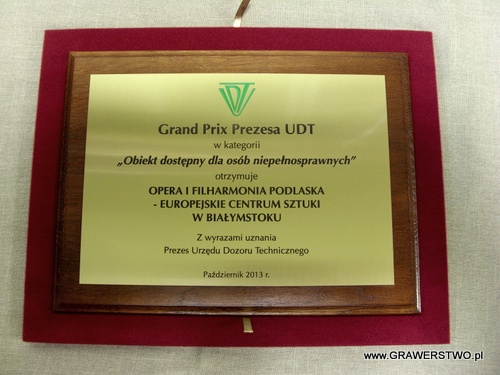 UDT
Grand Prix Prezesa UDT
w kategorii
„Obiekt dostępny dla osób niepełnosprawnych”
otrzymuje
OPERA I FILHARMONIA PODLASKA
- EUROPEJSKIE CENTRUM SZTUKI
W BIAŁYMSTOKU
Z wyrazami uznania
Prezes Urzędu Dozoru Technicznego
Październik 2013 r.
www.GRAWERSTWO.pl